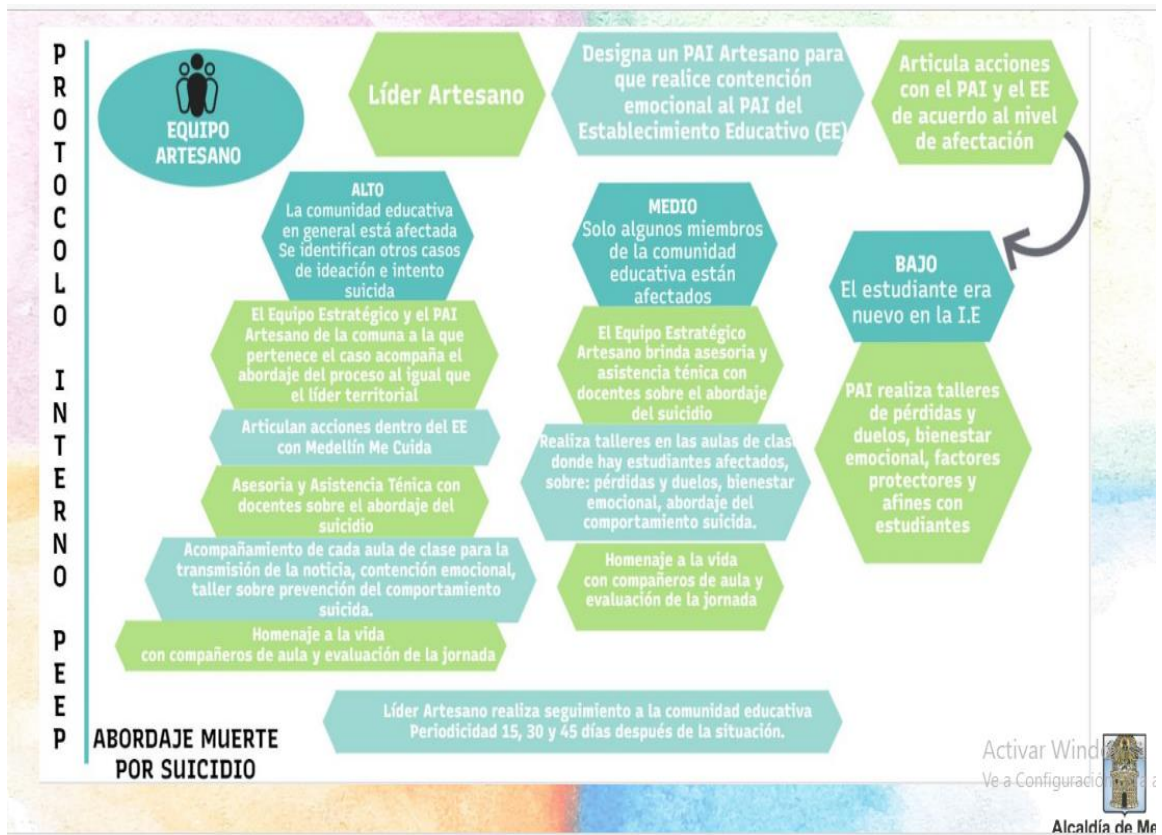 PROTOCOLO INTERNO PEEP
EQUIPO
ARTESANO
Líder Artesano
Designa un PAI Artesano para
que realice contención
emocional al PAI del
Establecimiento Educativo (EE)
Articula acciones
con el PAI y el EE
de acuerdo al nivel
de afectación
ALTO
La comunidad educativa
en general está afectada
Se identifican otros casos
de ideación e intento
suicida
El Equipo Estratégico y el PAI
Artesano de la comuna a la que
pertenece el caso acompaña el
abordaje del proceso al igual que
el líder territorial
Articulan acciones dentro del EE
con Medellín Me Cuida
Asesoria y Asistencia Ténica con
docentes sobre el abordaje del
suicidio
Acompañamiento de cada aula de clase para la
transmisión de la noticia, contención emocional,
taller sobre prevención del comportamiento
suicida.
Homenaje a la vida
con compañeros de aula y evaluación de la jornada
MEDIO
Solo algunos miembros
de la comunidad
educativa están
afectados
El Equipo Estratégico
Artesano brinda asesoria y
asistencia ténica con
docentes sobre el abordaje
del suicidio
Realiza talleres en las aulas de clase
donde hay estudiantes afectados,
sobre: pérdidas y duelos, bienestar
emocional, abordaje del
comportamiento suicida.
Homenaje a la vida
con compañeros de aula y
evaluación de la jornada
BAJO
El estudiante era
nuevo en la I.E
PAI realiza talleres
de pérdidas y
duelos, bienestar
emocional, factores
protectores y
afines con
estudiantes
Líder Artesano realiza seguimiento a la comunidad educativa
Periodicidad 15, 30 y 45 días después de la situación.
ABORDAJE MUERTE
POR SUICIDIO
Activar Wind
Ve a Configuració
Alcaldía de Me